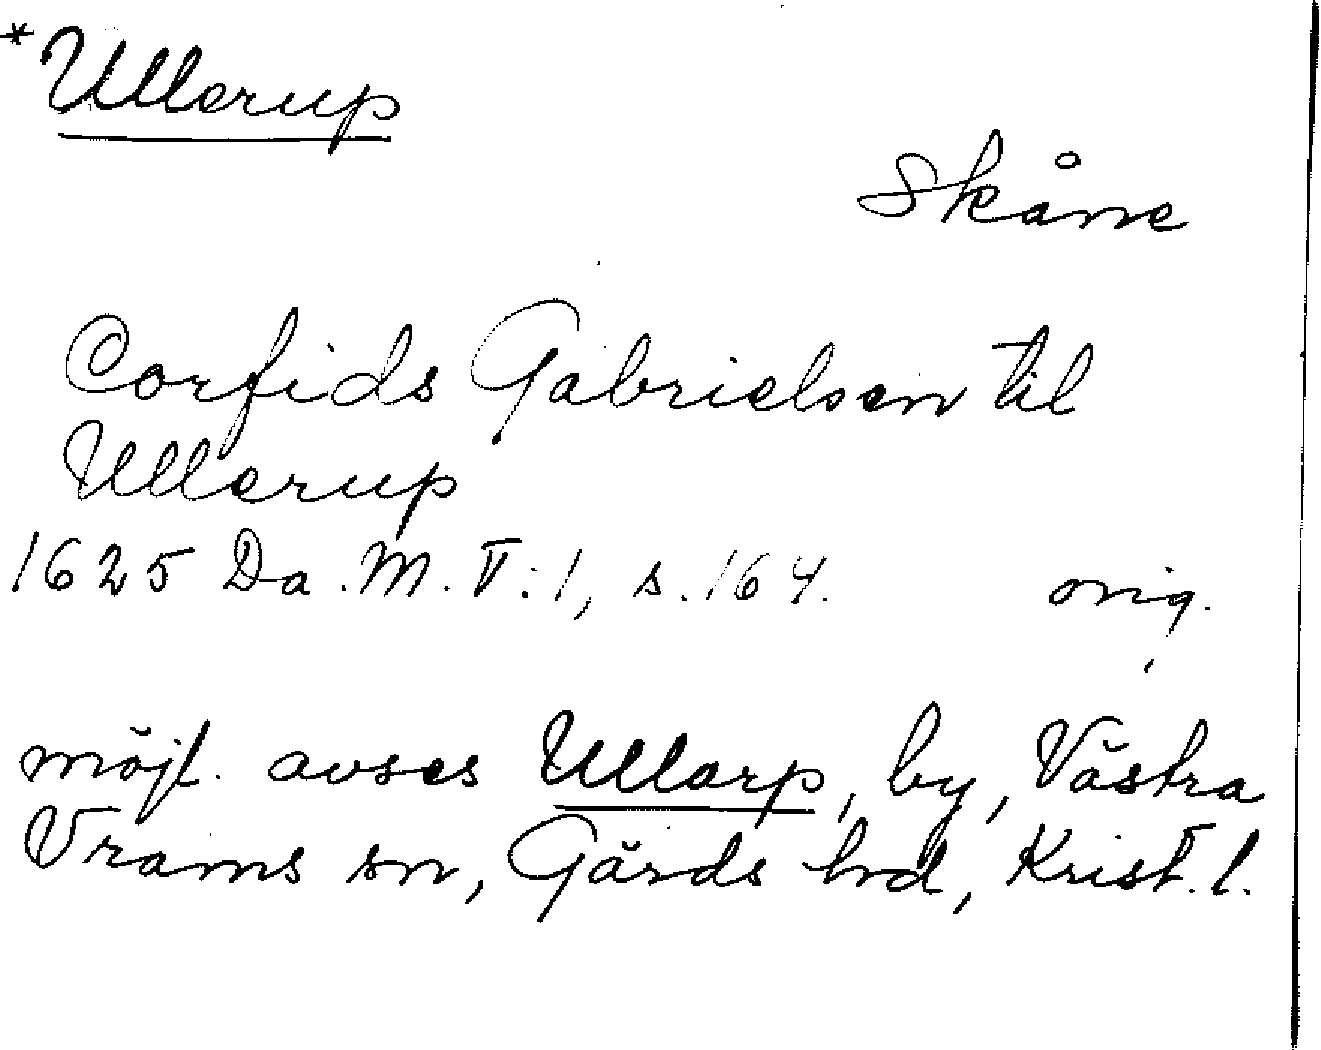 *Ullerup
Skåne
Corfids Gabrielsen til
Ullerup
1625 Da. M. V:1, s. 164. orig.
möjl. avses Ullarp, by, Västra
Vrams sn, Gärds hd, Krist. l.